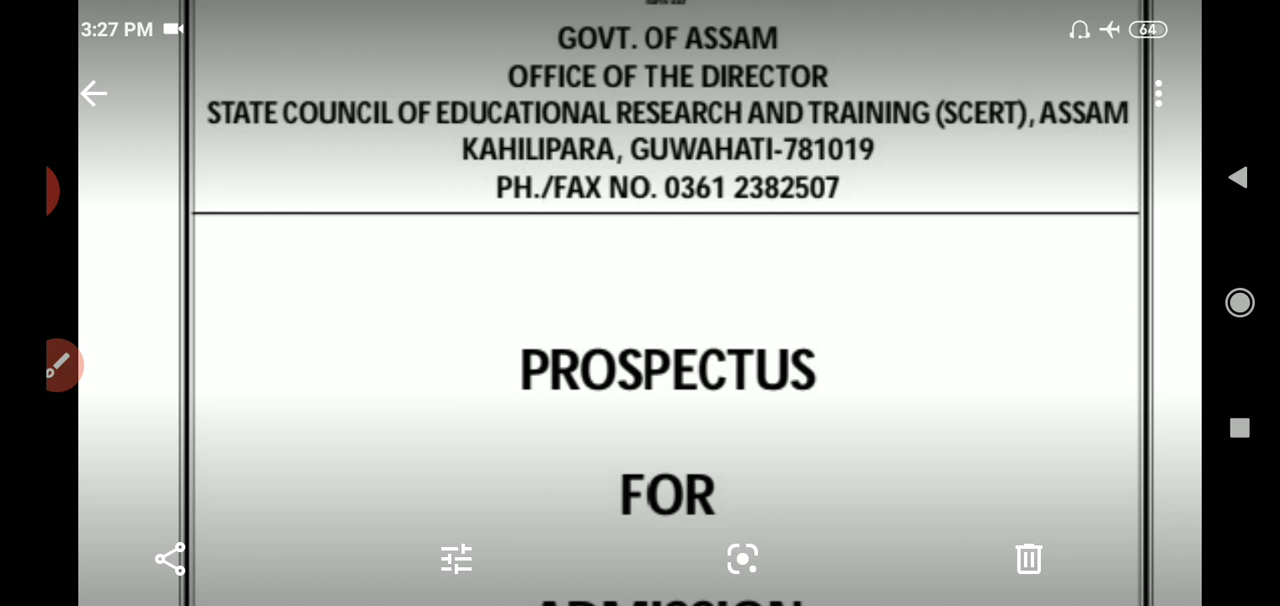 3:27 PM
64
GOVT. OF ASSAM
OFFICE OF THE DIRECTOR
STATE COUNCIL OF EDUCATIONAL RESEARCH AND TRAINING (SCERT), ASSAM
KAHILIPARA, GUWAHATI-781019
PH./FAX NO. 0361 2382507
PROSPECTUS
FOR
ADMISSION